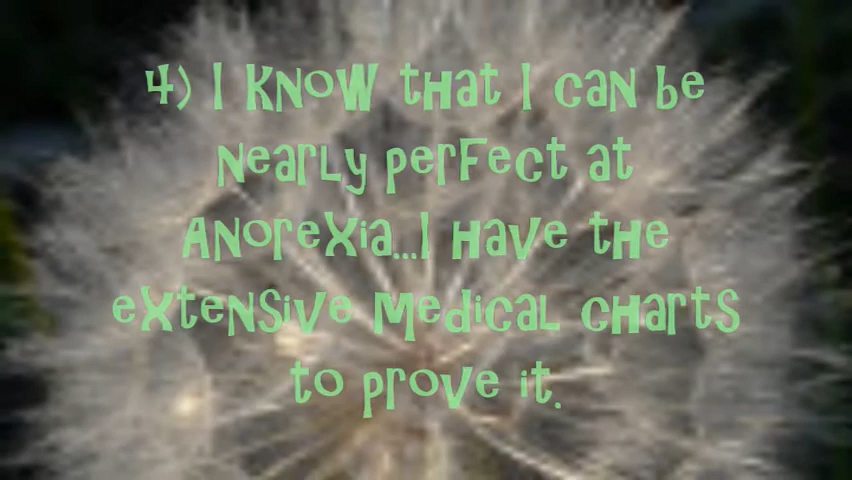 4) I know that I can be
nearly perfect at
Anorexia...I have the
extensive medical charts
to prove it.